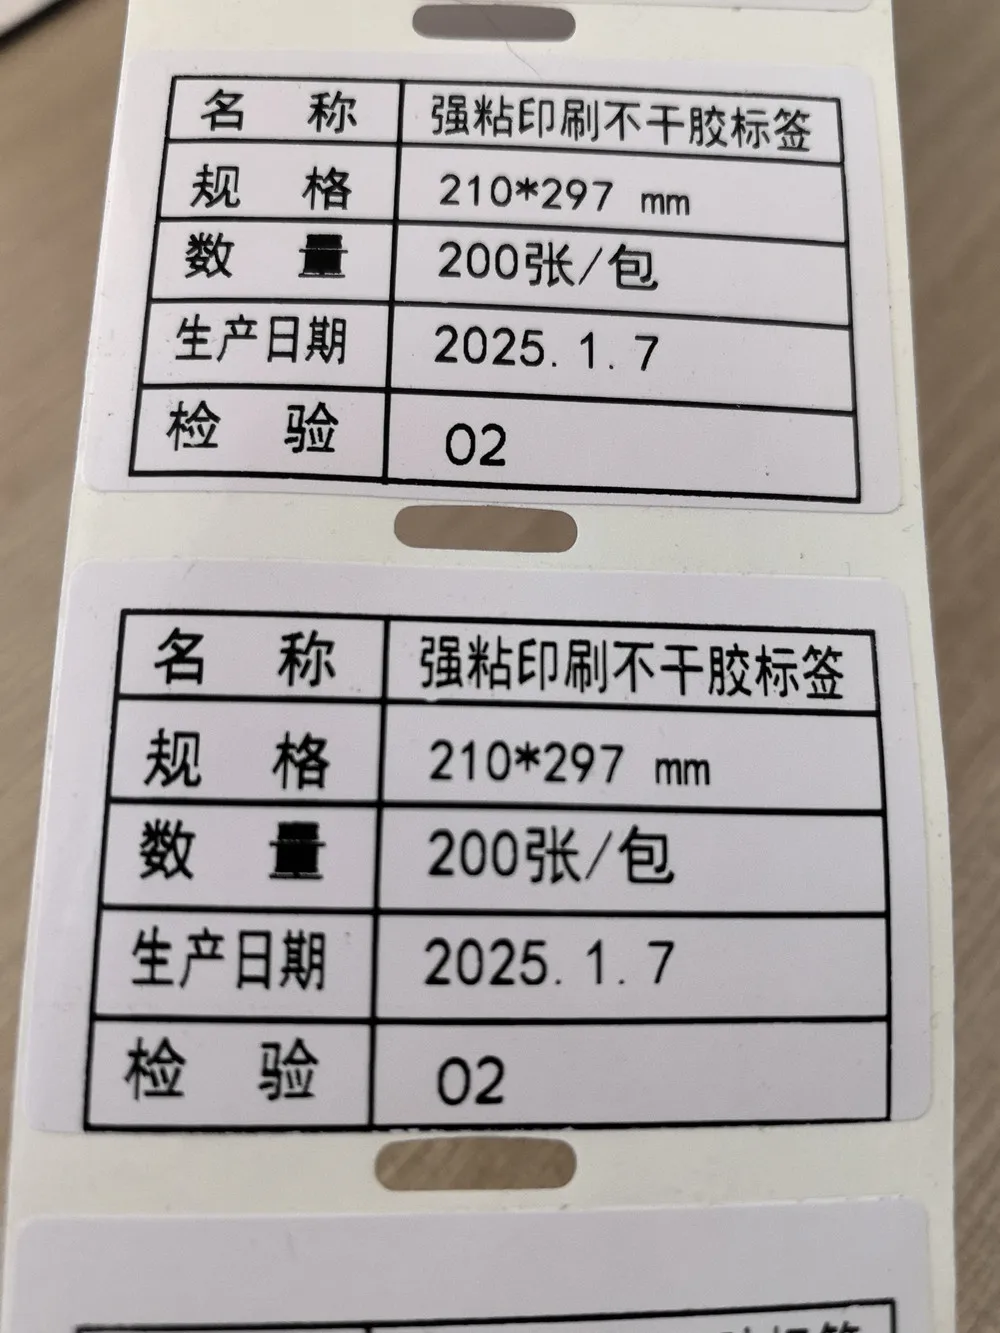 名 称 强粘印刷不干胶标签
规 格 210*297 mm
数 量 200张/包
生产日期 2025.1.7
检 验 02
名 称 强粘印刷不干胶标签
规 格 210*297 mm
数 量 200张/包
生产日期 2025.1.7
检 验 02